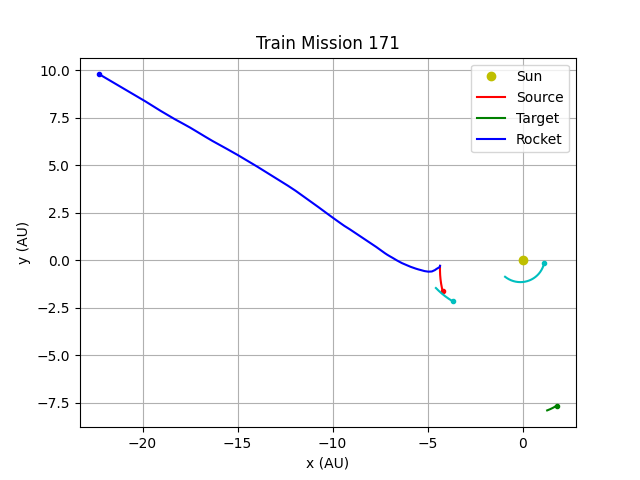 Train Mission 171
Sun
Source
Target
Rocket
10.0
7.5
5.0
2.5
0.0
−2.5
−5.0
−7.5
y (AU)
−20
−15
−10
−5
0
x (AU)